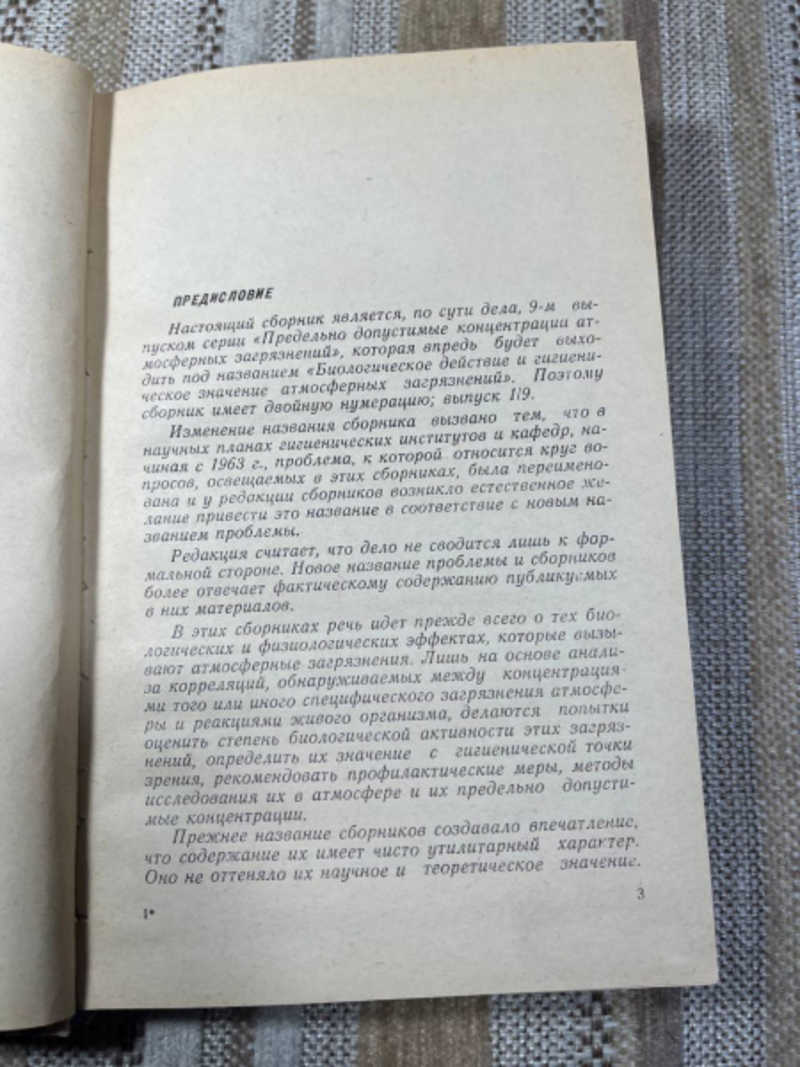 ПРЕДИСЛОВИЕ
Настоящий сборник является, по сути дела, 9-м вы-
пуском серии «Предельно допустимые концентрации ат-
мосферных загрязнений», которая впредь будет выхо-
дить под названием «Биологическое действие и гигиени-
ческое значение атмосферных загрязнений». Поэтому
сборник имеет двойную нумерацию; выпуск 1/9.
Изменение названия сборника вызвано тем, что в
научных планах гигиенических институтов и кафедр, на-
чиная с 1963 г., проблема, к которой относится круг во-
просов, освещаемых в этих сборниках, была переимено-
вана и у редакции сборников возникло естественное же-
лание привести это название в соответствие с новым на-
званием проблемы.
Редакция считает, что дело не сводится лишь к фор-
мальной стороне. Новое название проблемы и сборников
более отвечает фактическому содержанию публикуемых
в них материалов.
В этих сборниках речь идет прежде всего о тех био-
логических и физиологических эффектах, которые вызы-
вают атмосферные загрязнения. Лишь на основе анали-
за корреляций, обнаруживаемых между концентрация-
ми того или иного специфического загрязнения атмосфе-
ры и реакциями живого организма, делаются попытки
оценить степень биологической активности этих загряз-
нений, определить их значение с гигиенической точки
зрения, рекомендовать профилактические меры, методы
исследования их в атмосфере и их предельно допусти-
мые концентрации.
Прежнее название сборников создавало впечатление,
что содержание их имеет чисто утилитарный характер.
Оно не оттеняло их научное и теоретическое значение.
1*
3